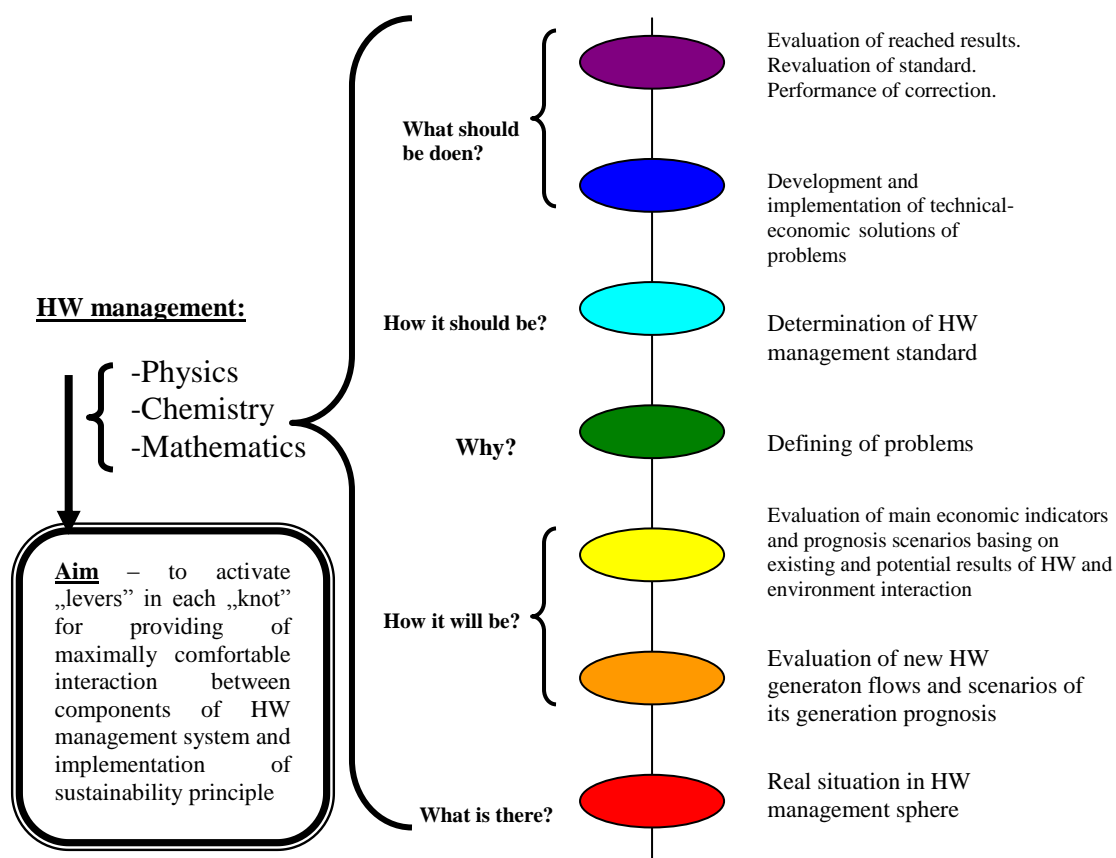 HW management:
-Physics
-Chemistry
-Mathematics
Aim – to activate
„levers” in each „knot”
for providing of
maximally comfortable
interaction between
components of HW
management system and
implementation of
sustainability principle
What should
be doen?
How it should be?
Why?
How it will be?
What is there?
Evaluation of reached results.
Revaluation of standard.
Performance of correction.
Development and
implementation of technical-
economic solutions of
problems
Determination of HW
management standard
Defining of problems
Evaluation of main economic indicators
and prognosis scenarios basing on
existing and potential results of HW and
environment interaction
Evaluation of new HW
generaton flows and scenarios of
its generation prognosis
Real situation in HW
management sphere